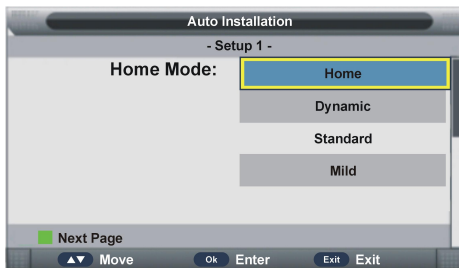 Auto Installation
- Setup 1 -
Home Mode: Home
Dynamic
Standard
Mild
Next Page
▲▼ Move Ok Enter Exit Exit